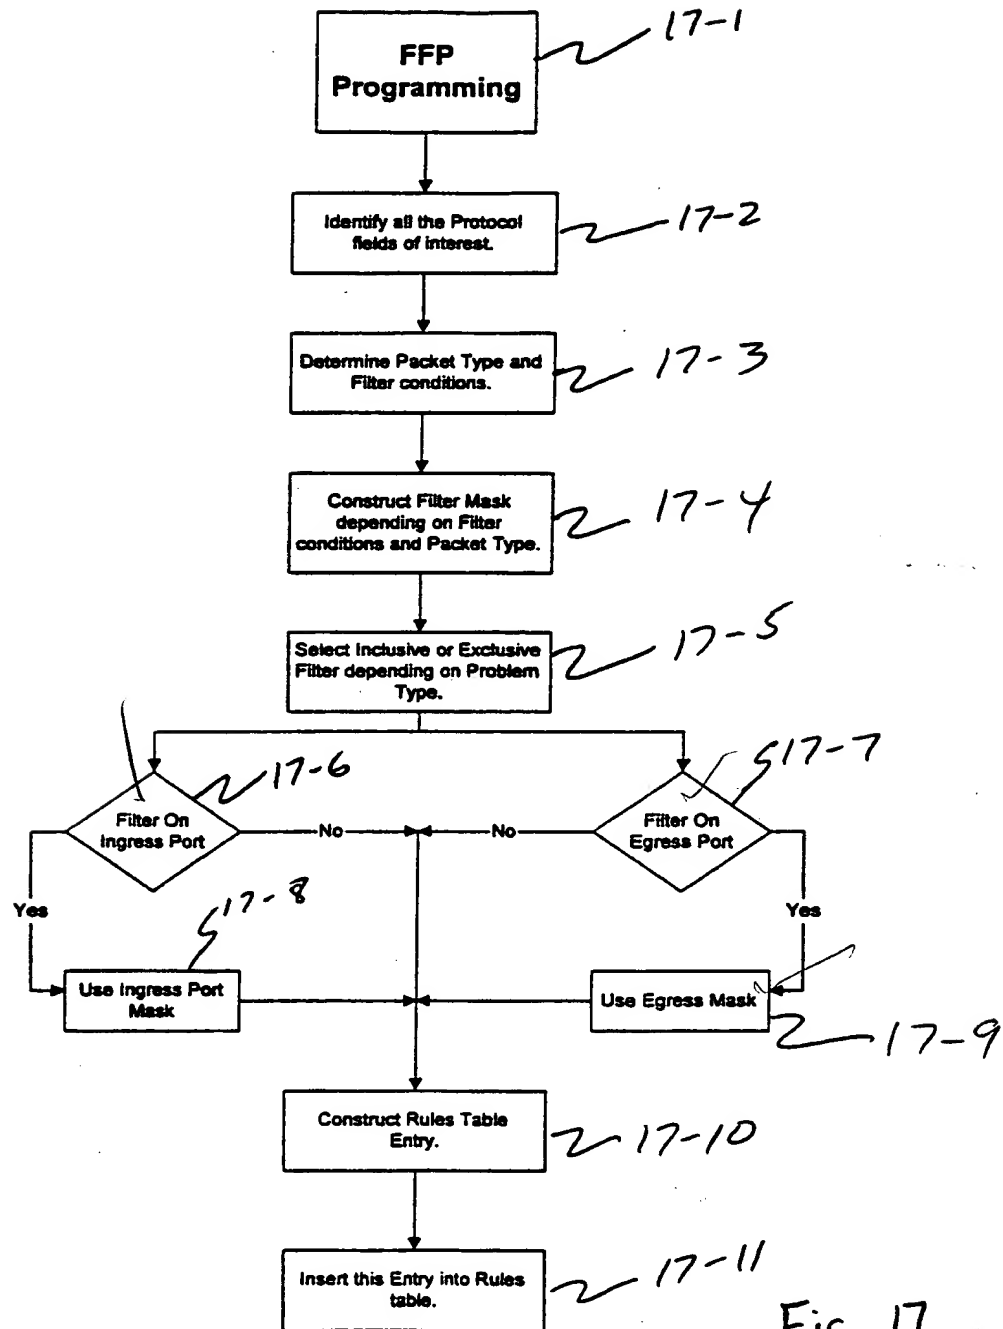 FFP
Programming
17-1
Identify all the Protocol
fields of interest.
17-2
Determine Packet Type and
Filter conditions.
17-3
Construct Filter Mask
depending on Filter
conditions and Packet Type.
17-4
Select Inclusive or Exclusive
Filter depending on Problem
Type.
17-5
Filter On
Ingress Port
17-6
No
No
Filter On
Egress Port
17-7
Yes
Yes
Use Ingress Port
Mask
17-8
Use Egress Mask
17-9
Construct Rules Table
Entry.
17-10
Insert this Entry into Rules
table.
17-11
Fig. 17